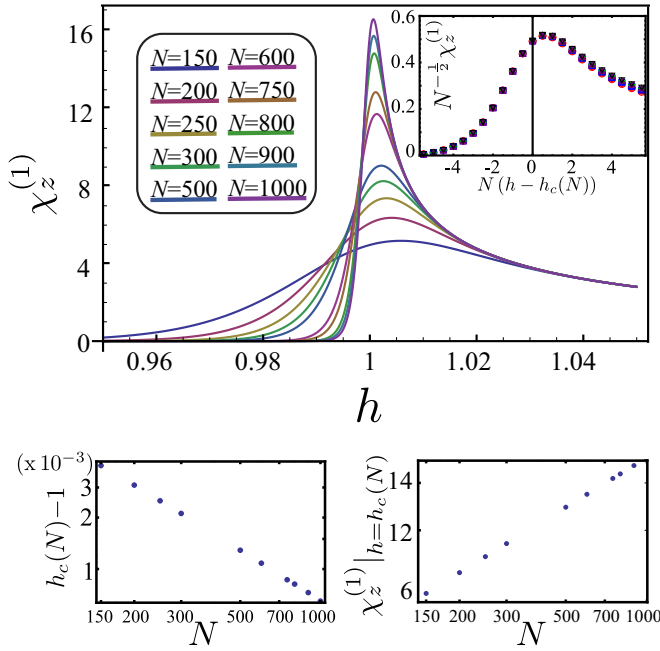 16
12
8
4
0
χ_z^(1)
N=150 N=600
N=200 N=750
N=250 N=800
N=300 N=900
N=500 N=1000
0.6
0.4
0.2
0
N^{-1/2} χ_z^(1)
-4 -2 0 2 4
N (h − h_c(N))
0.96 0.98 1 1.02 1.04
h
(x 10^-3)
3
2
1
h_c(N)−1
150 200 300 500 700 1000
N
14
12
6
χ_z^(1)|_{h=h_c(N)}
150 200 300 500 700 1000
N